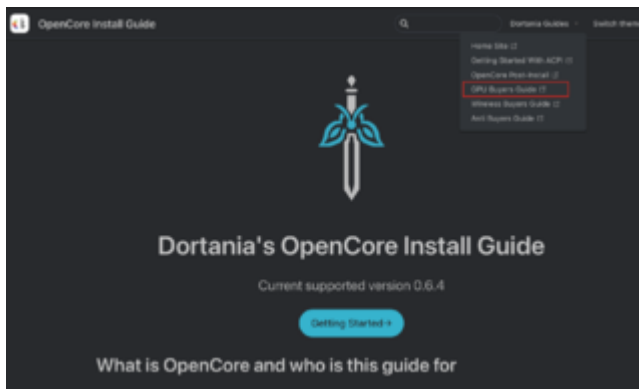 OpenCore Install Guide
Dortania Guides
Switch theme
Home Site
Getting Started With ACPI
OpenCore Post-Install
GPU Buyers Guide
Wireless Buyers Guide
Anti Buyers Guide
Dortania's OpenCore Install Guide
Current supported version 0.6.4
Getting Started →
What is OpenCore and who is this guide for